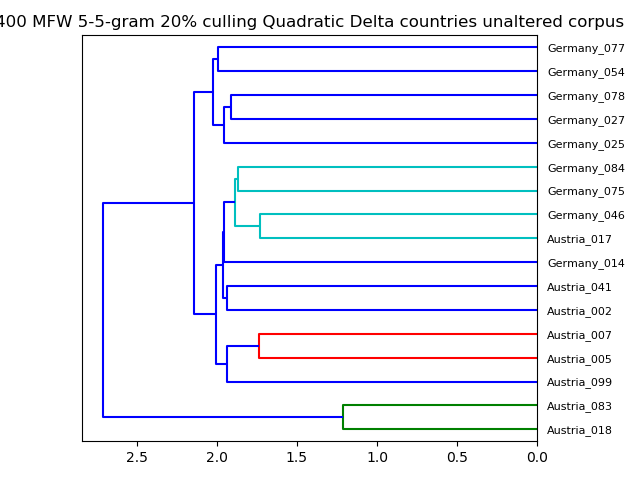 400 MFW 5-5-gram 20% culling Quadratic Delta countries unaltered corpus
Germany_077
Germany_054
Germany_078
Germany_027
Germany_025
Germany_084
Germany_075
Germany_046
Austria_017
Germany_014
Austria_041
Austria_002
Austria_007
Austria_005
Austria_099
Austria_083
Austria_018
2.5 2.0 1.5 1.0 0.5 0.0